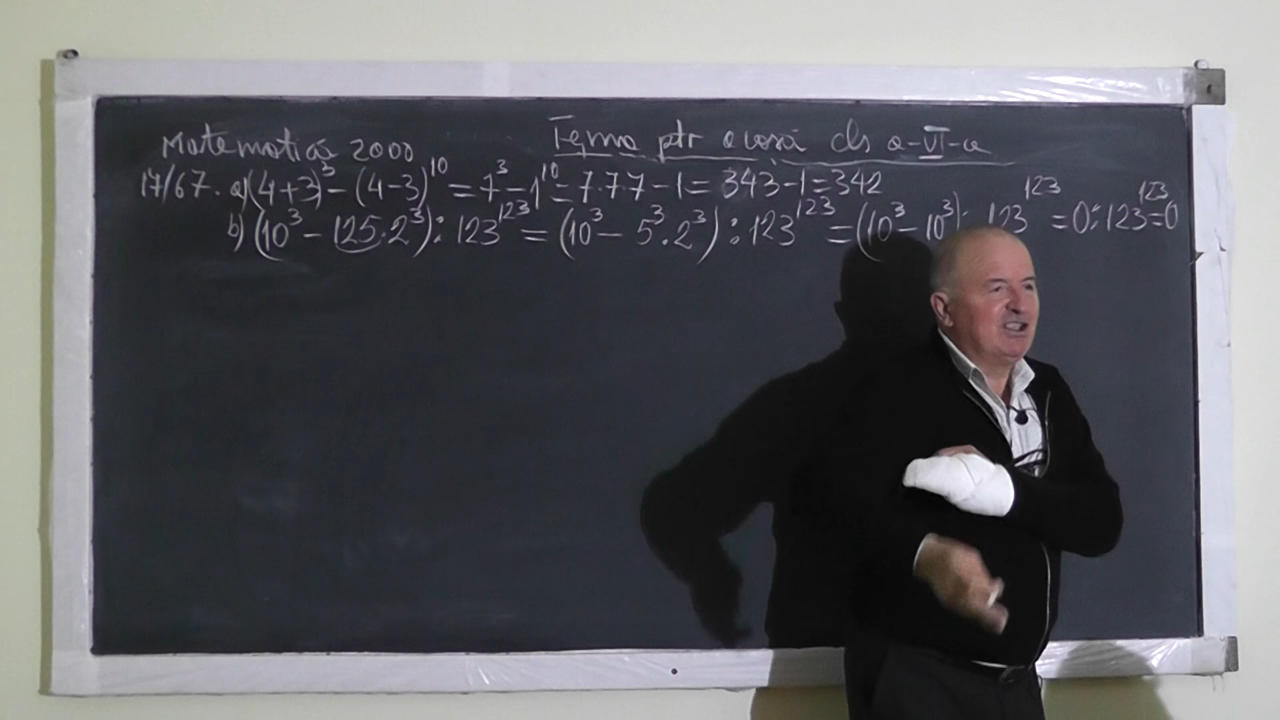 Matematică 2000 Tema ptr acasă cls a-VI-a
17/67. a) (4+3)³ - (4-3)¹⁰ = 7³ - 1¹⁰ = 7·7·7 - 1 = 343 - 1 = 342
b) (10³ - 125·2³) : 123¹²³ = (10³ - 5³·2³) : 123¹²³ = (10³ - 10³) : 123¹²³ = 0 : 123¹²³ = 0